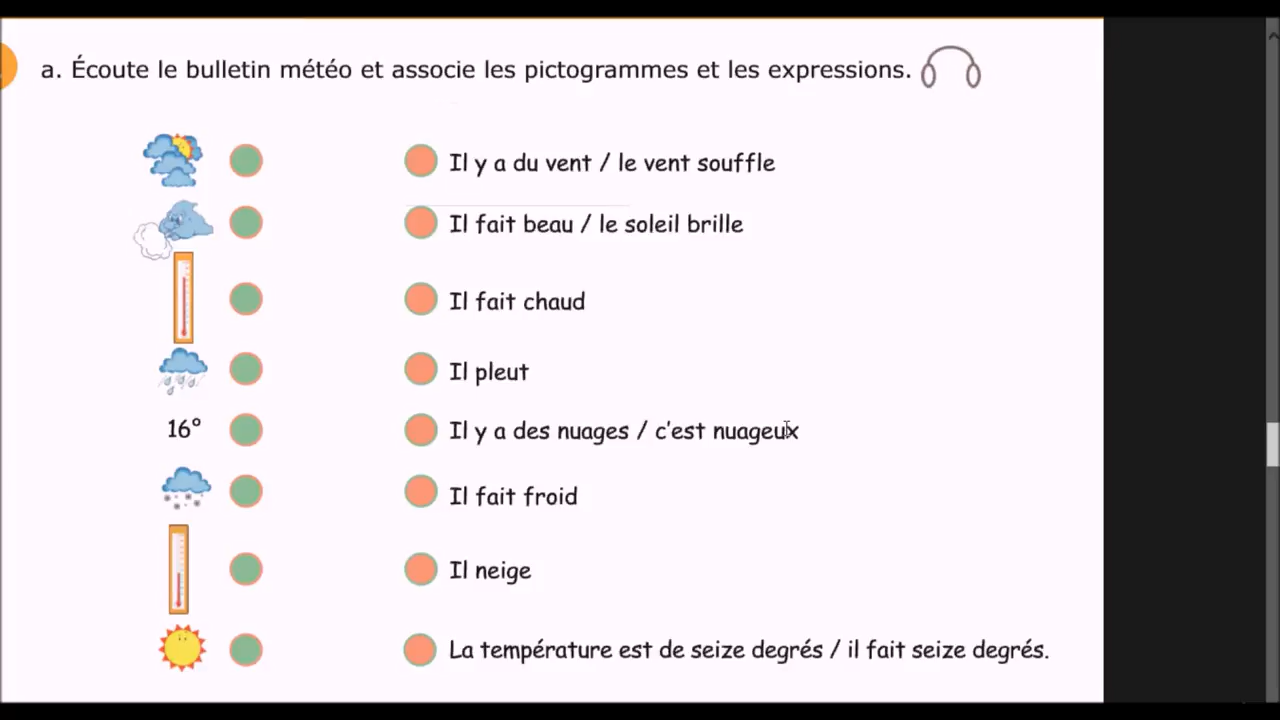 a. Écoute le bulletin météo et associe les pictogrammes et les expressions.
Il y a du vent / le vent souffle
Il fait beau / le soleil brille
Il fait chaud
Il pleut
16° Il y a des nuages / c'est nuageux
Il fait froid
Il neige
La température est de seize degrés / il fait seize degrés.